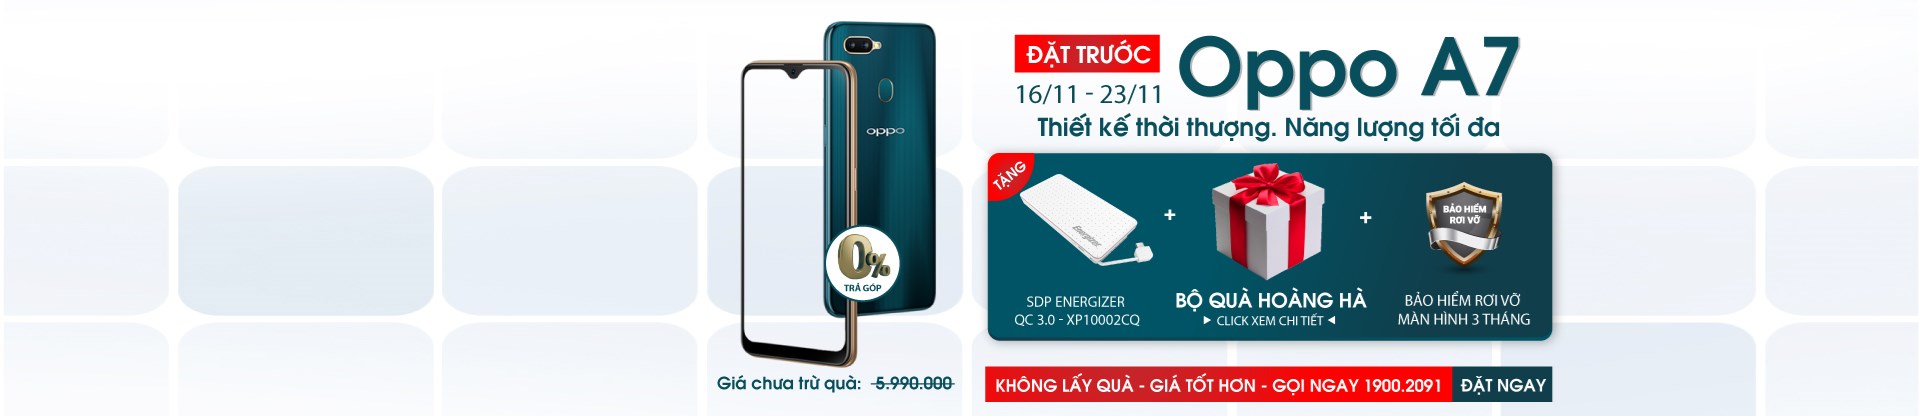 ĐẶT TRƯỚC
Oppo A7
16/11 - 23/11
Thiết kế thời thượng. Năng lượng tối đa
oppo
0%
TRẢ GÓP
TẶNG
Energizer
+
+
BẢO HIỂM
RƠI VỠ
SDP ENERGIZER
QC 3.0 - XP10002CQ
BỘ QUÀ HOÀNG HÀ
▶ CLICK XEM CHI TIẾT ◀
BẢO HIỂM RƠI VỠ
MÀN HÌNH 3 THÁNG
Giá chưa trừ quà: 5.990.000
KHÔNG LẤY QUÀ - GIÁ TỐT HƠN - GỌI NGAY 1900.2091
ĐẶT NGAY